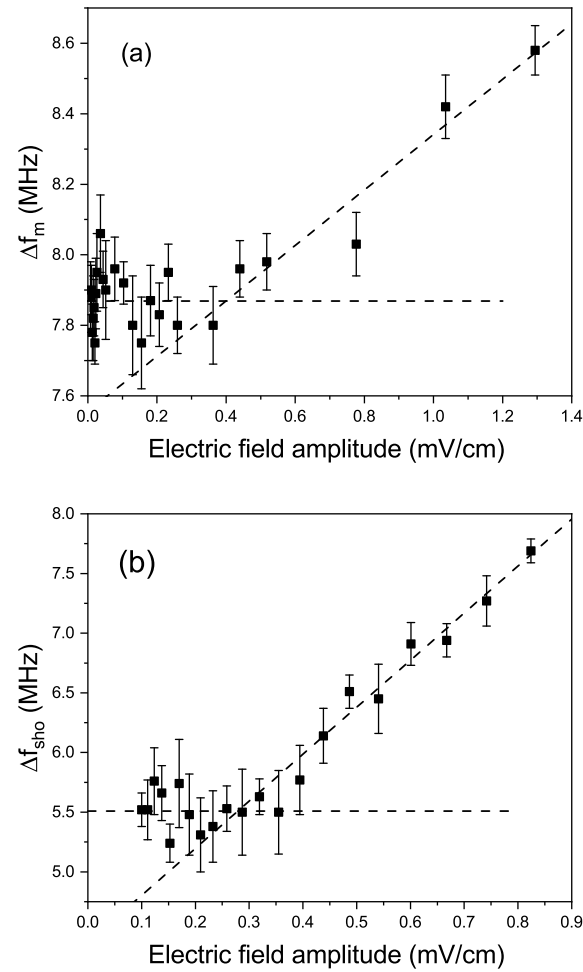 (a)
Δf_m (MHz)
8.6
8.4
8.2
8.0
7.8
7.6
0.0 0.2 0.4 0.6 0.8 1.0 1.2 1.4
Electric field amplitude (mV/cm)
(b)
Δf_sho (MHz)
8.0
7.5
7.0
6.5
6.0
5.5
5.0
0.0 0.1 0.2 0.3 0.4 0.5 0.6 0.7 0.8 0.9
Electric field amplitude (mV/cm)